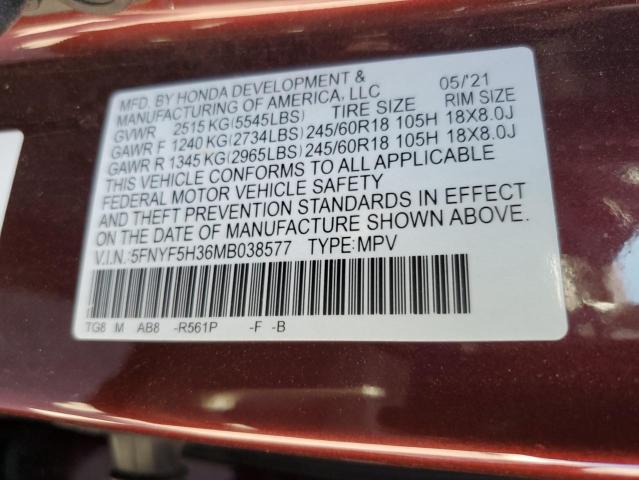 MFD. BY HONDA DEVELOPMENT & 05/'21
MANUFACTURING OF AMERICA, LLC
GVWR 2515 KG(5545LBS) TIRE SIZE RIM SIZE
GAWR F 1240 KG(2734LBS) 245/60R18 105H 18X8.0J
GAWR R 1345 KG(2965LBS) 245/60R18 105H 18X8.0J
THIS VEHICLE CONFORMS TO ALL APPLICABLE
FEDERAL MOTOR VEHICLE SAFETY
AND THEFT PREVENTION STANDARDS IN EFFECT
ON THE DATE OF MANUFACTURE SHOWN ABOVE.
V.I.N.:5FNYF5H36MB038577 TYPE:MPV
TG8 M AB8 -R561P -F -B